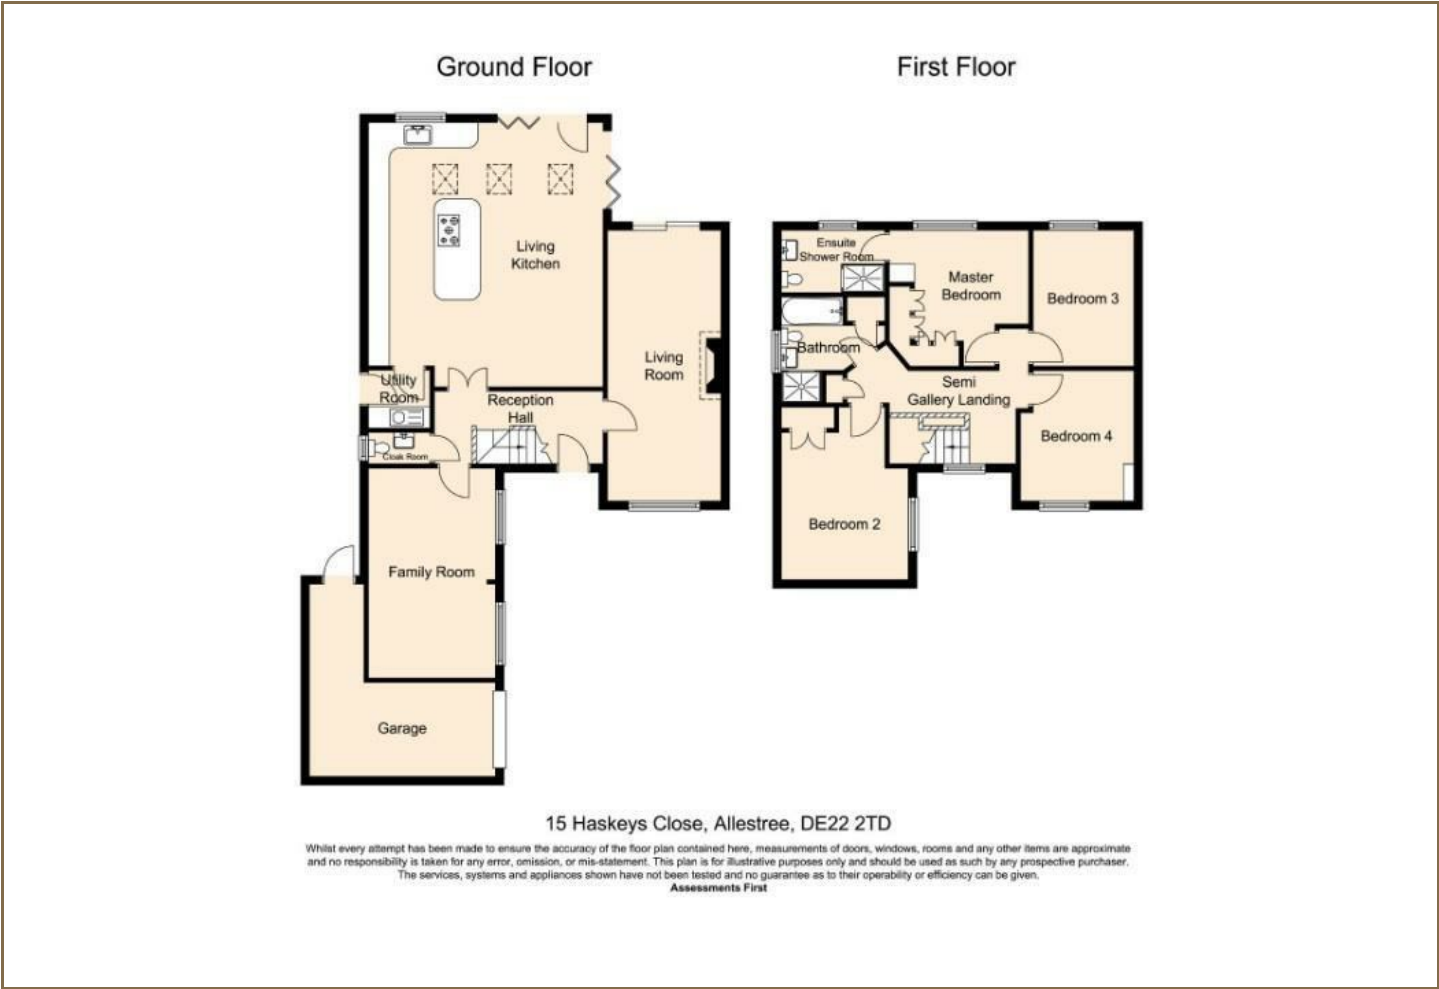 Ground Floor
First Floor
Living
Kitchen
Living
Room
Utility
Room
Reception
Hall
Cloak Room
Family Room
Garage
Ensuite
Shower Room
Master
Bedroom
Bedroom 3
Bathroom
Semi
Gallery Landing
Bedroom 4
Bedroom 2
15 Haskeys Close, Allestree, DE22 2TD
Whilst every attempt has been made to ensure the accuracy of the floor plan contained here, measurements of doors, windows, rooms and any other items are approximate
and no responsibility is taken for any error, omission, or mis-statement. This plan is for illustrative purposes only and should be used as such by any prospective purchaser.
The services, systems and appliances shown have not been tested and no guarantee as to their operability or efficiency can be given.
Assessments First